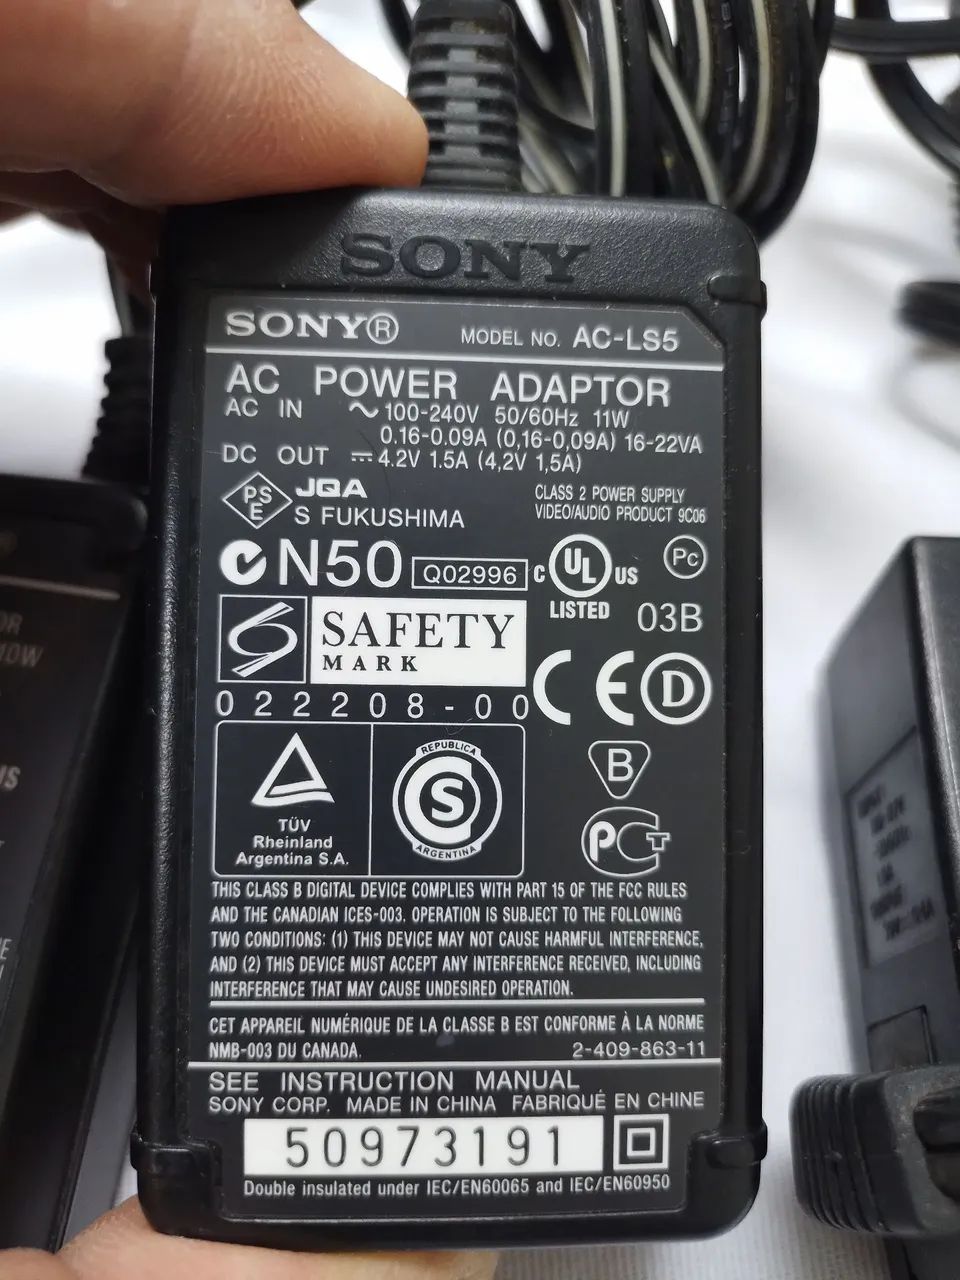 SONY
SONY® MODEL NO. AC-LS5
AC POWER ADAPTOR
AC IN ~ 100-240V 50/60Hz 11W
0.16-0.09A (0,16-0,09A) 16-22VA
DC OUT ⎓ 4.2V 1.5A (4,2V 1,5A)
PSE JQA
S FUKUSHIMA
CLASS 2 POWER SUPPLY
VIDEO/AUDIO PRODUCT 9C06
N50 Q02996
C UL US
LISTED
PC
03B
SAFETY
MARK
022208-00
CE D
TÜV
Rheinland
Argentina S.A.
REPUBLICA
S
ARGENTINA
B
PCT
THIS CLASS B DIGITAL DEVICE COMPLIES WITH PART 15 OF THE FCC RULES
AND THE CANADIAN ICES-003. OPERATION IS SUBJECT TO THE FOLLOWING
TWO CONDITIONS: (1) THIS DEVICE MAY NOT CAUSE HARMFUL INTERFERENCE,
AND (2) THIS DEVICE MUST ACCEPT ANY INTERFERENCE RECEIVED, INCLUDING
INTERFERENCE THAT MAY CAUSE UNDESIRED OPERATION.
CET APPAREIL NUMÉRIQUE DE LA CLASSE B EST CONFORME À LA NORME
NMB-003 DU CANADA. 2-409-863-11
SEE INSTRUCTION MANUAL
SONY CORP. MADE IN CHINA FABRIQUÉ EN CHINE
50973191
Double insulated under IEC/EN60065 and IEC/EN60950